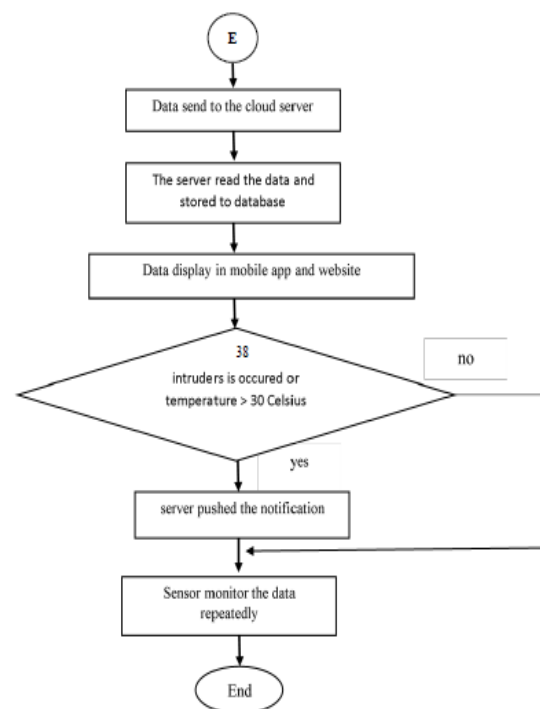 E
Data send to the cloud server
The server read the data and
stored to database
Data display in mobile app and website
38
intruders is occured or
temperature > 30 Celsius
no
yes
server pushed the notification
Sensor monitor the data
repeatedly
End